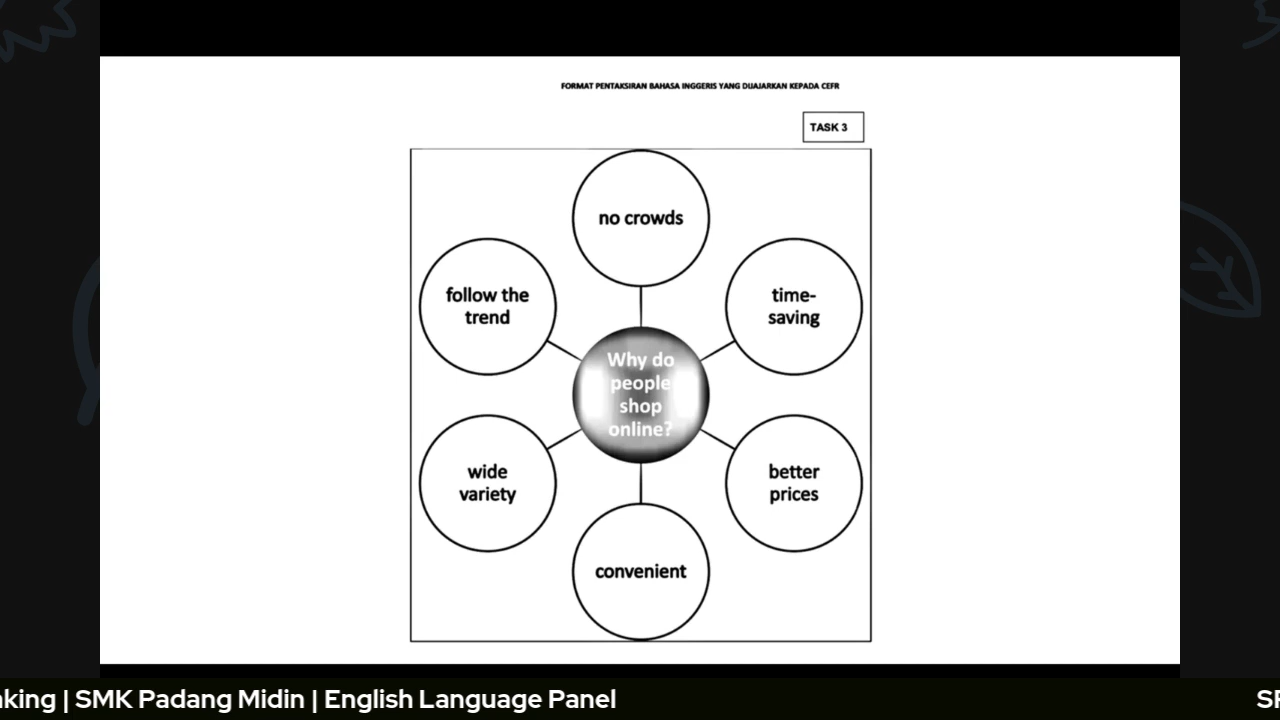 FORMAT PENTAKSIRAN BAHASA INGGERIS YANG DIJAJARKAN KEPADA CEFR
TASK 3
no crowds
follow the
trend
time-
saving
Why do
people
shop
online?
wide
variety
better
prices
convenient
aking | SMK Padang Midin | English Language Panel
SP